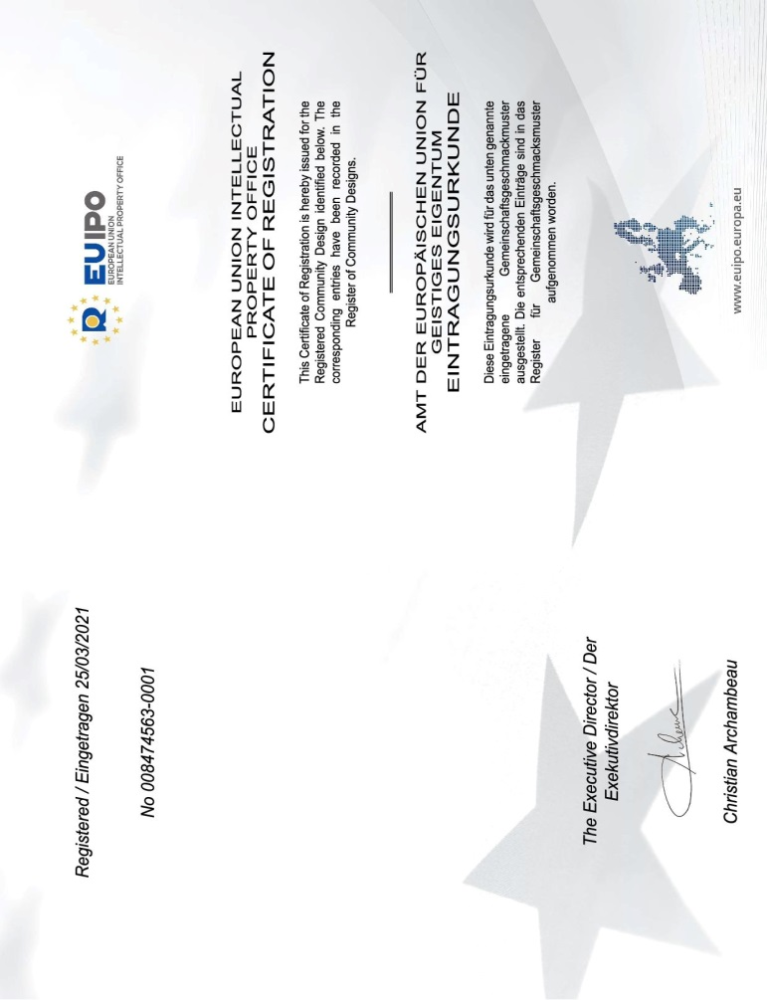 Registered / Eingetragen 25/03/2021
No 008474563-0001
EUIPO
EUROPEAN UNION
INTELLECTUAL PROPERTY OFFICE
EUROPEAN UNION INTELLECTUAL
PROPERTY OFFICE
CERTIFICATE OF REGISTRATION
This Certificate of Registration is hereby issued for the
Registered Community Design identified below. The
corresponding entries have been recorded in the
Register of Community Designs.
AMT DER EUROPÄISCHEN UNION FÜR
GEISTIGES EIGENTUM
EINTRAGUNGSURKUNDE
Diese Eintragungsurkunde wird für das unten genannte
eingetragene Gemeinschaftsgeschmackmuster
ausgestellt. Die entsprechenden Einträge sind in das
Register für Gemeinschaftsgeschmacksmuster
aufgenommen worden.
The Executive Director / Der
Exekutivdirektor
Christian Archambeau
www.euipo.europa.eu